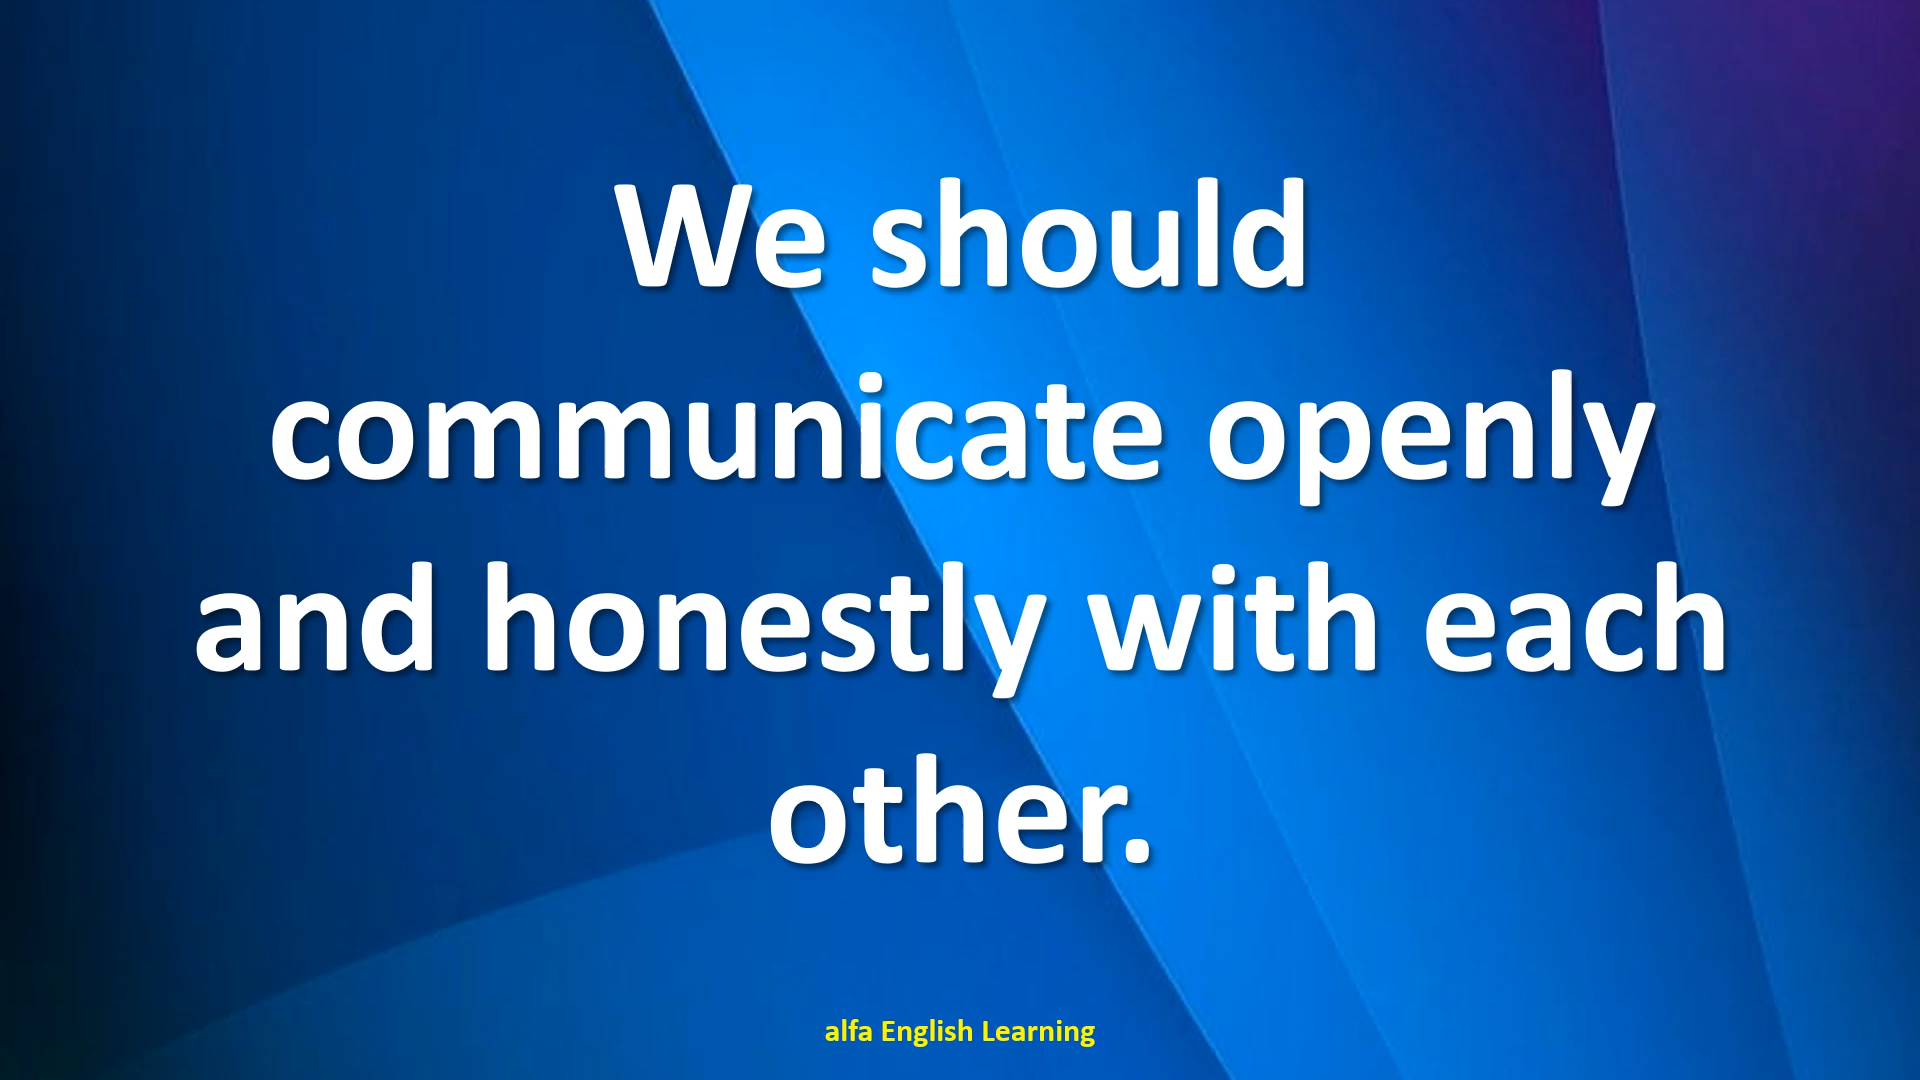 We should
communicate openly
and honestly with each
other.
alfa English Learning